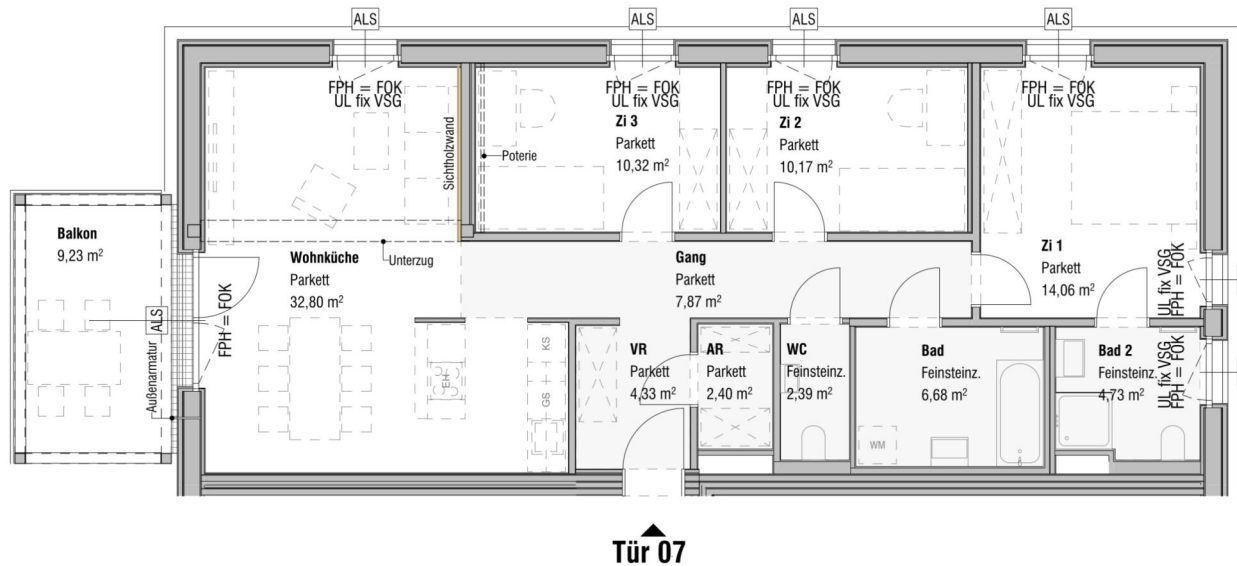 ALS
ALS
ALS
ALS
FPH = FOK
UL fix VSG
FPH = FOK
UL fix VSG
FPH = FOK
UL fix VSG
FPH = FOK
UL fix VSG
Zi 3
Parkett
10,32 m²
Zi 2
Parkett
10,17 m²
Sichtholzwand
Poterie
Balkon
9,23 m²
Wohnküche
Parkett
32,80 m²
Unterzug
Gang
Parkett
7,87 m²
Zi 1
Parkett
14,06 m²
UL fix VSG
FPH = FOK
ALS
FPH = FOK
Außenarmatur
EH
KS
GS
VR
Parkett
4,33 m²
AR
Parkett
2,40 m²
WC
Feinsteinz.
2,39 m²
Bad
Feinsteinz.
6,68 m²
WM
Bad 2
Feinsteinz.
4,73 m²
UL fix VSG
FPH = FOK
Tür 07